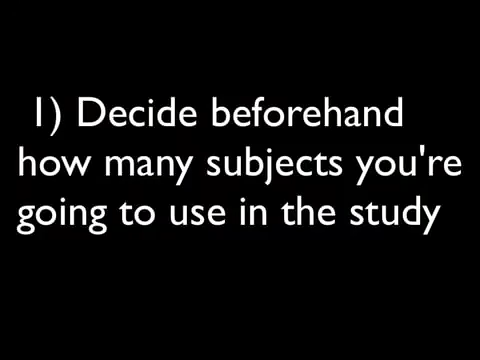 1) Decide beforehand
how many subjects you're
going to use in the study